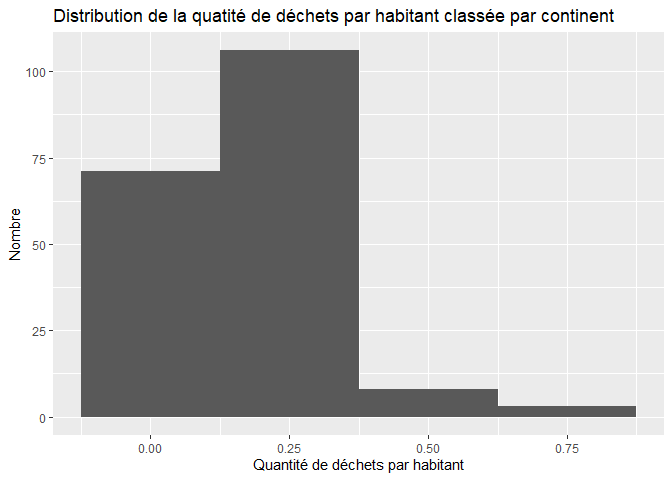 Distribution de la quatité de déchets par habitant classée par continent
100
75
50
25
0
Nombre
0.00 0.25 0.50 0.75
Quantité de déchets par habitant